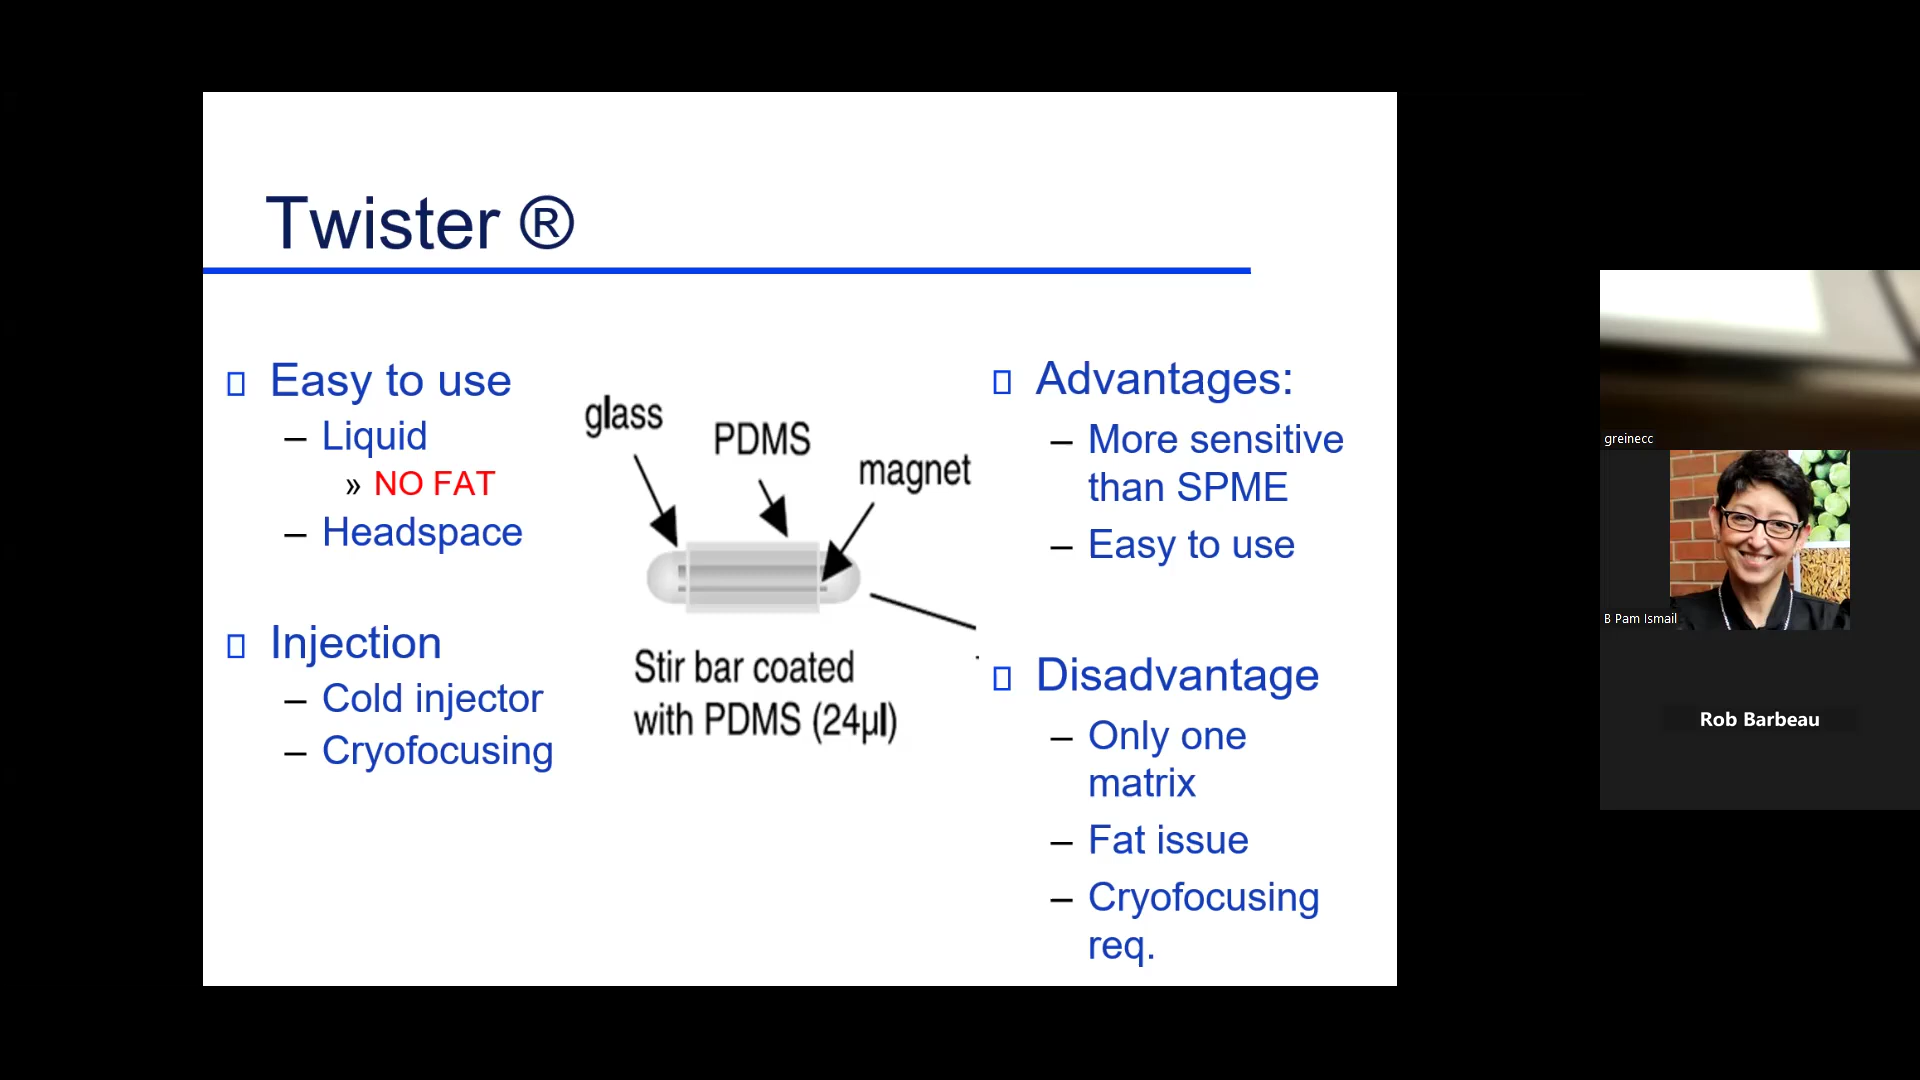 Twister ®
Easy to use
– Liquid
» NO FAT
– Headspace
Injection
– Cold injector
– Cryofocusing
glass
PDMS
magnet
Stir bar coated
with PDMS (24µl)
Advantages:
– More sensitive
than SPME
– Easy to use
Disadvantage
– Only one
matrix
– Fat issue
– Cryofocusing
req.
greinecc
B Pam Ismail
Rob Barbeau